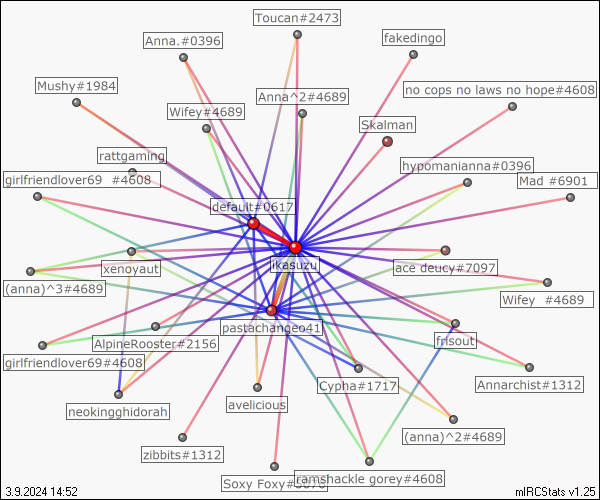 Toucan#2473
Anna.#0396
fakedingo
Mushy#1984
no cops no laws no hope#4608
Anna^2#4689
Wifey#4689
Skalman
rattgaming
hypomanianna#0396
girlfriendlover69 #4608
Mad #6901
default#0617
ikasuzu
xenoyaut
ace deucy#7097
(anna)^3#4689
Wifey #4689
pastachangeo41
AlpineRooster#2156
frisout
girlfriendlover69#4608
Cypha#1717
Annarchist#1312
avelicious
neokingghidorah
(anna)^2#4689
zibbits#1312
ramshackle gorey#4608
Soxy Foxy
3.9.2024 14:52
mIRCStats v1.25